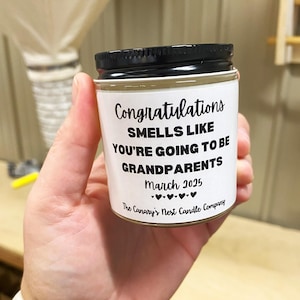 Congratulations
SMELLS LIKE
YOU'RE GOING TO BE
GRANDPARENTS
March 2025
The Canary's Nest Candle Company